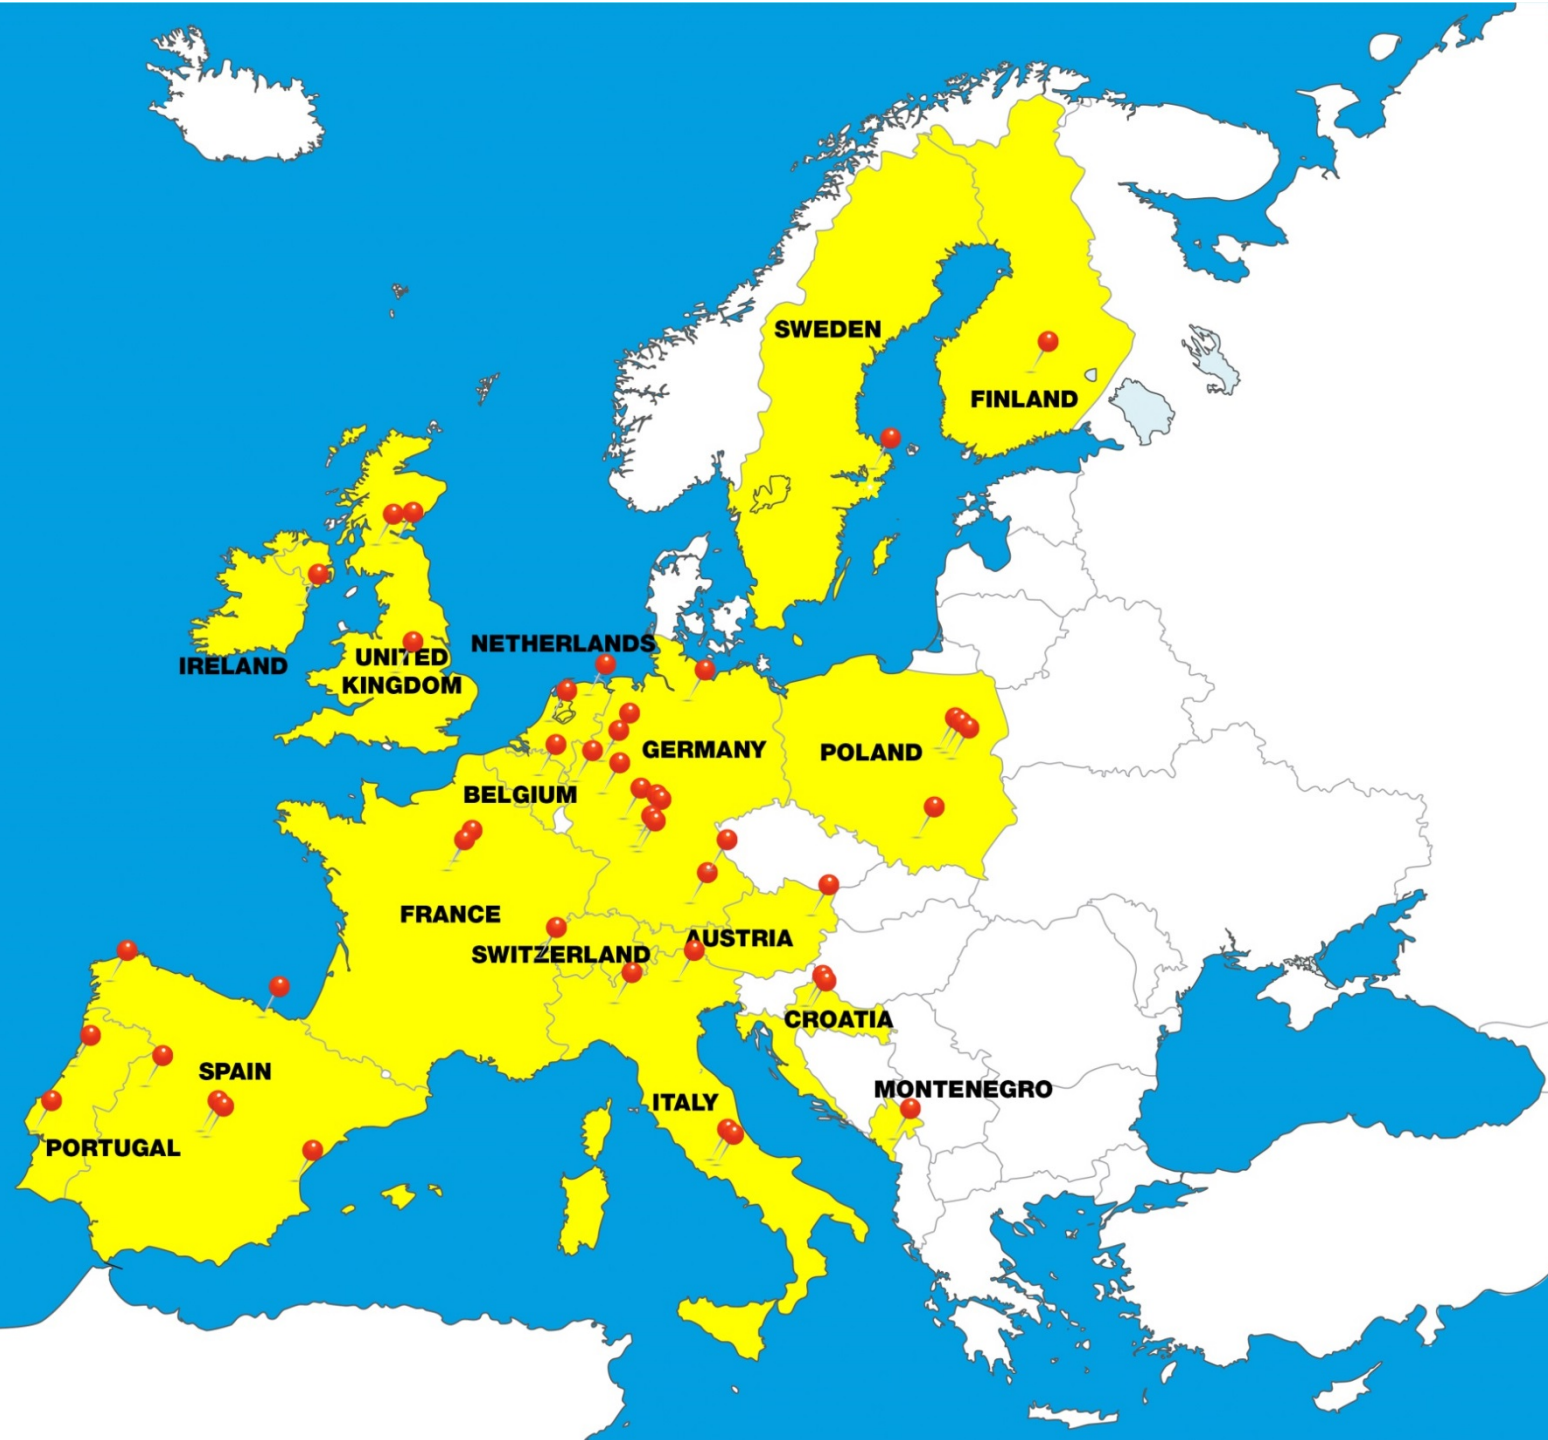 SWEDEN
FINLAND
NETHERLANDS
IRELAND
UNITED
KINGDOM
GERMANY
POLAND
BELGIUM
FRANCE
AUSTRIA
SWITZERLAND
CROATIA
SPAIN
MONTENEGRO
ITALY
PORTUGAL